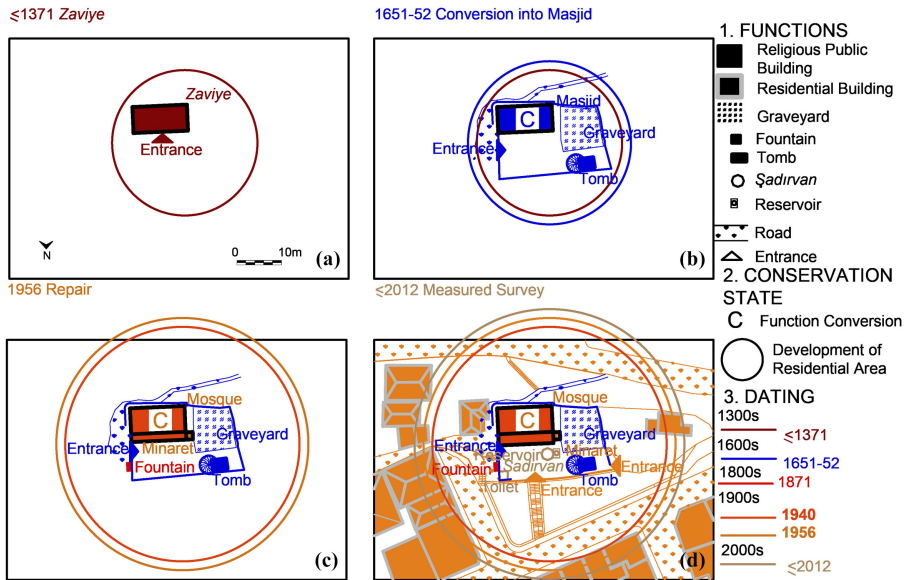 ≤1371 Zaviye
Zaviye
Entrance
N
0 10m
(a)
1651-52 Conversion into Masjid
Masjid
C
Graveyard
Entrance
Tomb
(b)
1956 Repair
Mosque
C
Graveyard
Entrance
Minaret
Fountain
Tomb
(c)
≤2012 Measured Survey
Mosque
C
Graveyard
Entrance
Reservoir
Minaret
Fountain
Şadırvan
Entrance
Tomb
Toilet
Entrance
(d)
1. FUNCTIONS
Religious Public
Building
Residential Building
Graveyard
Fountain
Tomb
Şadırvan
Reservoir
Road
Entrance
2. CONSERVATION
STATE
C Function Conversion
Development of
Residential Area
3. DATING
1300s
≤1371
1600s
1651-52
1800s
1871
1900s
1940
1956
2000s
≤2012